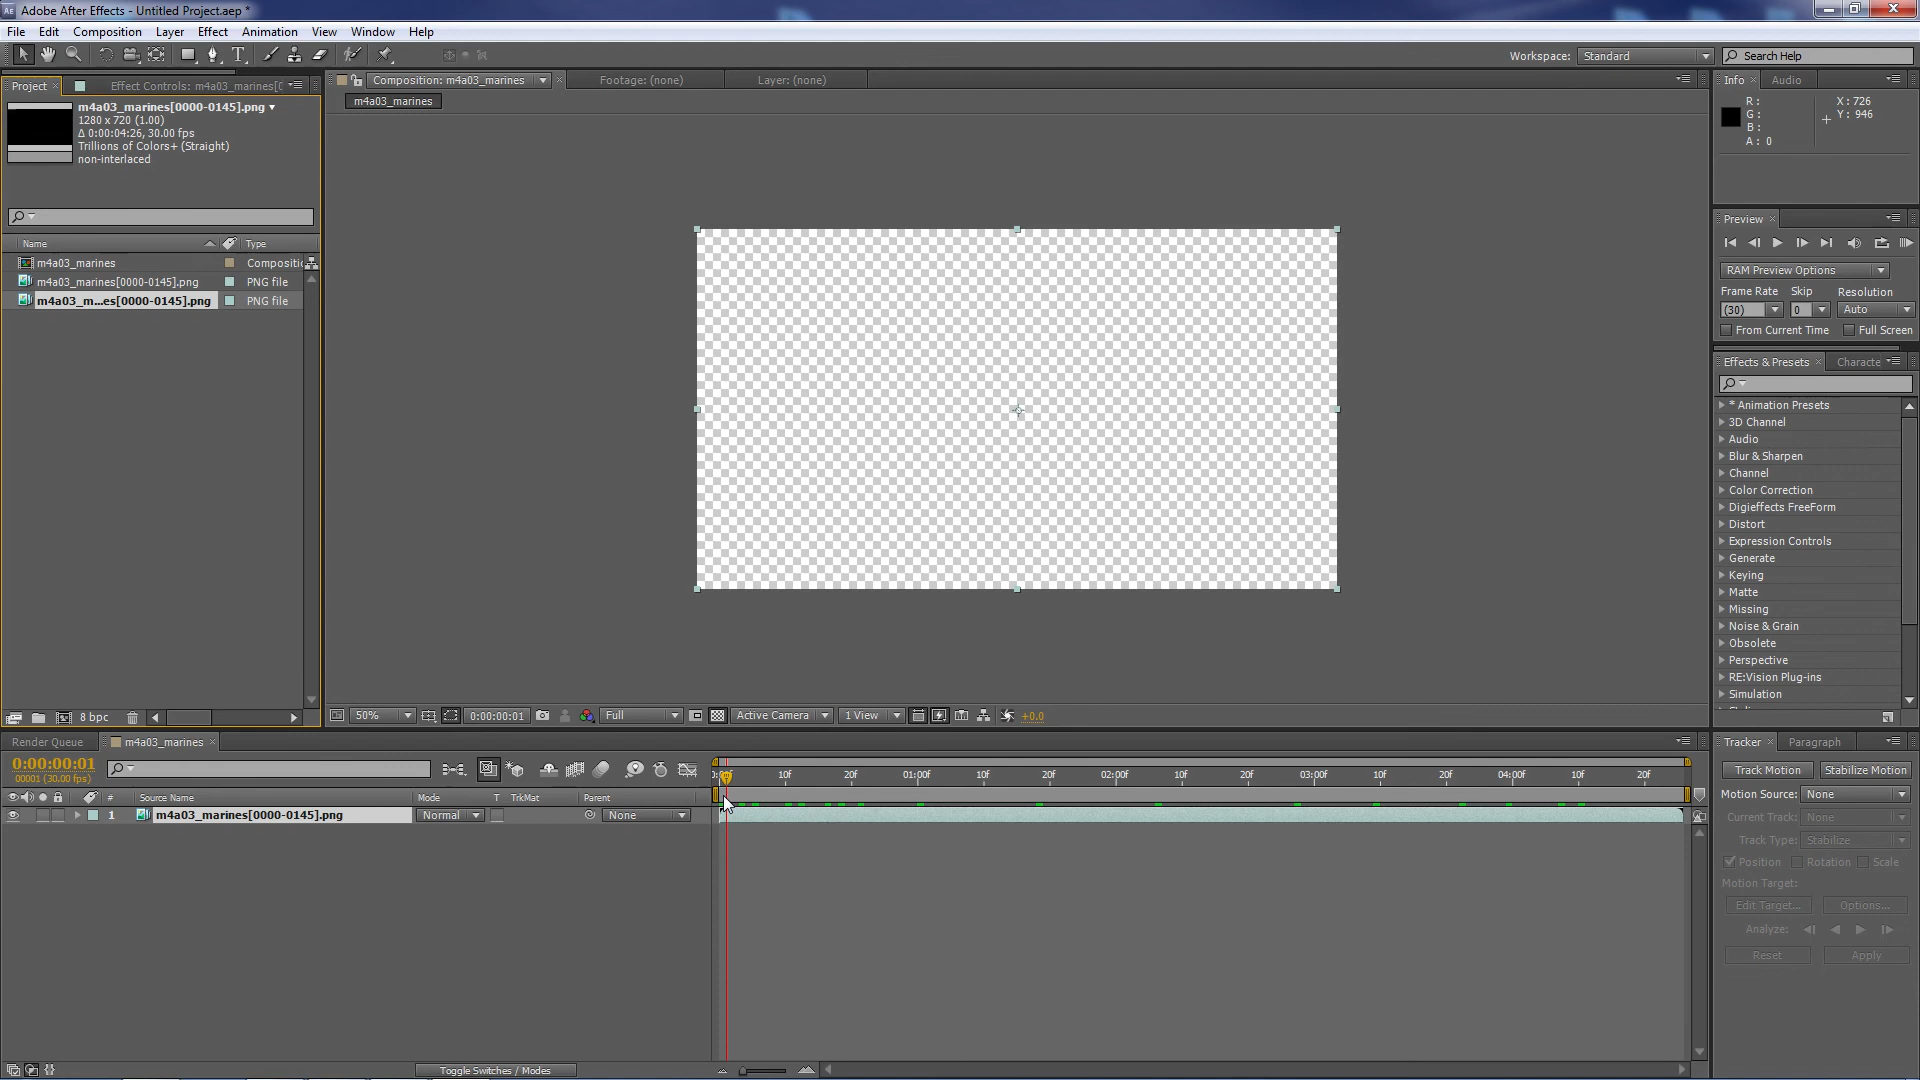 Adobe After Effects - Untitled Project.aep *
File Edit Composition Layer Effect Animation View Window Help
Workspace: Standard Search Help
Project Effect Controls: m4a03_marines[0
m4a03_marines[0000-0145].png
1280 x 720 (1.00)
Δ 0:00:04:26, 30.00 fps
Trillions of Colors+ (Straight)
non-interlaced
Name Type
m4a03_marines Compositi
m4a03_marines[0000-0145].png PNG file
m4a03_m...es[0000-0145].png PNG file
8 bpc
Composition: m4a03_marines Footage: (none) Layer: (none)
m4a03_marines
50% 0:00:00:01 Full Active Camera 1 View +0.0
Info Audio
R: X: 726
G: Y: 946
B:
A: 0
Preview
RAM Preview Options
Frame Rate Skip Resolution
(30) 0 Auto
From Current Time Full Screen
Effects & Presets Characte
* Animation Presets
3D Channel
Audio
Blur & Sharpen
Channel
Color Correction
Digieffects FreeForm
Distort
Expression Controls
Generate
Keying
Matte
Missing
Noise & Grain
Obsolete
Perspective
RE:Vision Plug-ins
Simulation
Render Queue m4a03_marines
0:00:00:01
00001 (30.00 fps)
# Source Name Mode T TrkMat Parent
1 m4a03_marines[0000-0145].png Normal None
10f 20f 01:00f 10f 20f 02:00f 10f 20f 03:00f 10f 20f 04:00f 10f 20f
Toggle Switches / Modes
Tracker Paragraph
Track Motion Stabilize Motion
Motion Source: None
Current Track: None
Track Type: Stabilize
Position Rotation Scale
Motion Target:
Edit Target... Options...
Analyze:
Reset Apply